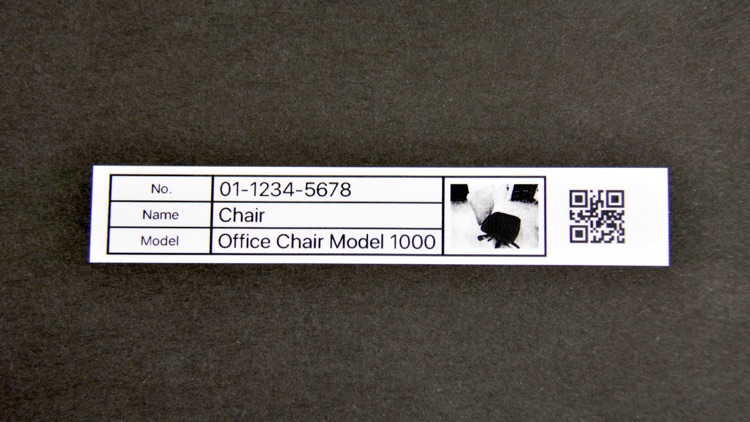 No. 01-1234-5678
Name Chair
Model Office Chair Model 1000